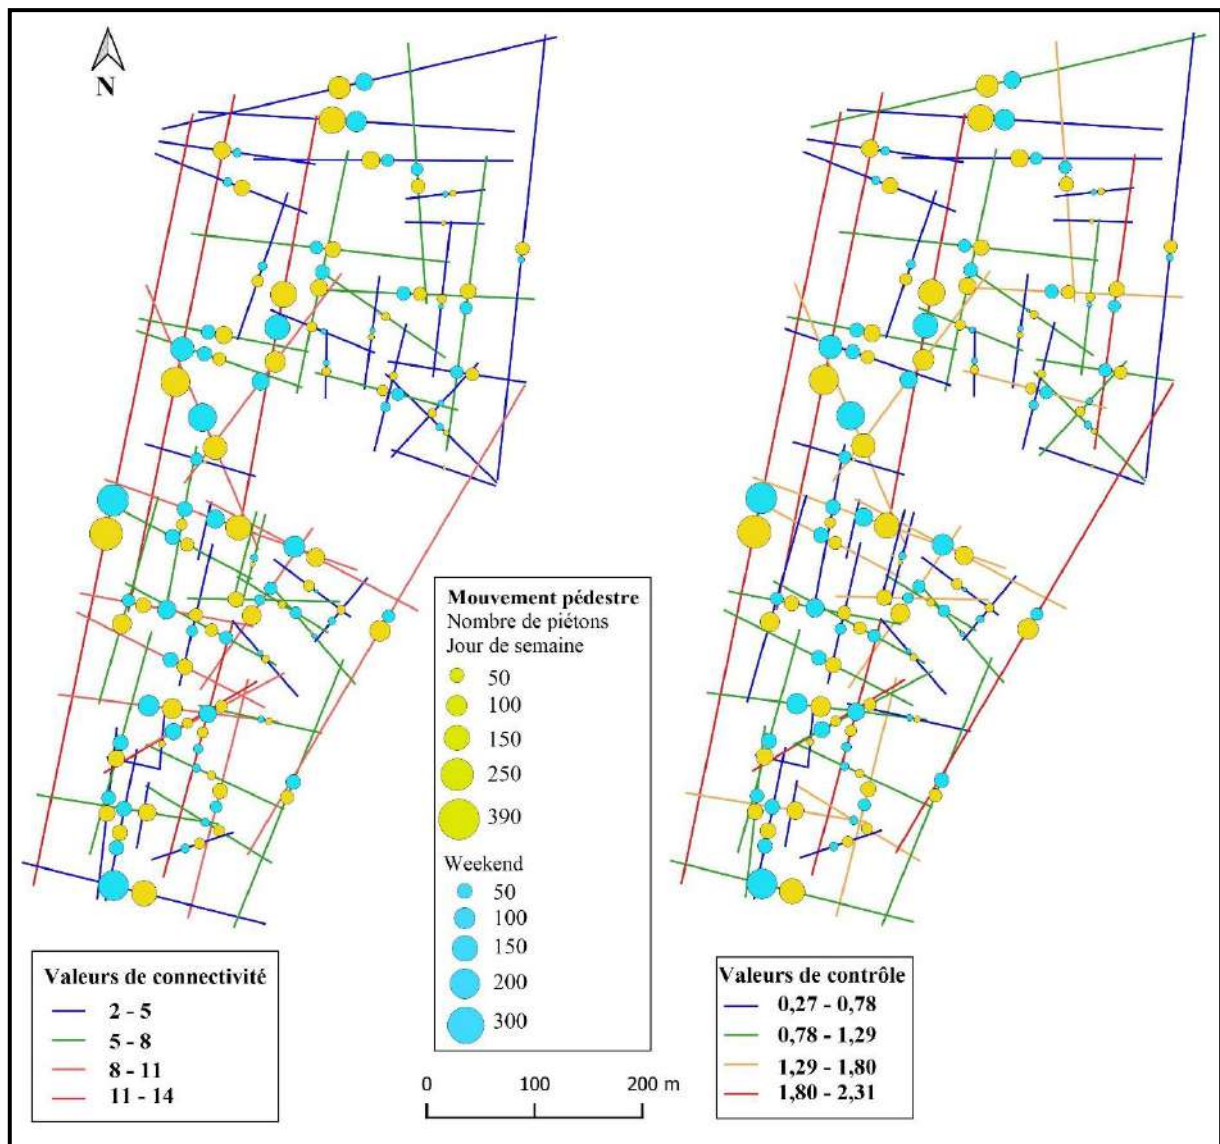 N
Mouvement pédestre
Nombre de piétons
Jour de semaine
50
100
150
250
390
Weekend
50
100
150
200
300
Valeurs de connectivité
2 - 5
5 - 8
8 - 11
11 - 14
Valeurs de contrôle
0,27 - 0,78
0,78 - 1,29
1,29 - 1,80
1,80 - 2,31
0 100 200 m